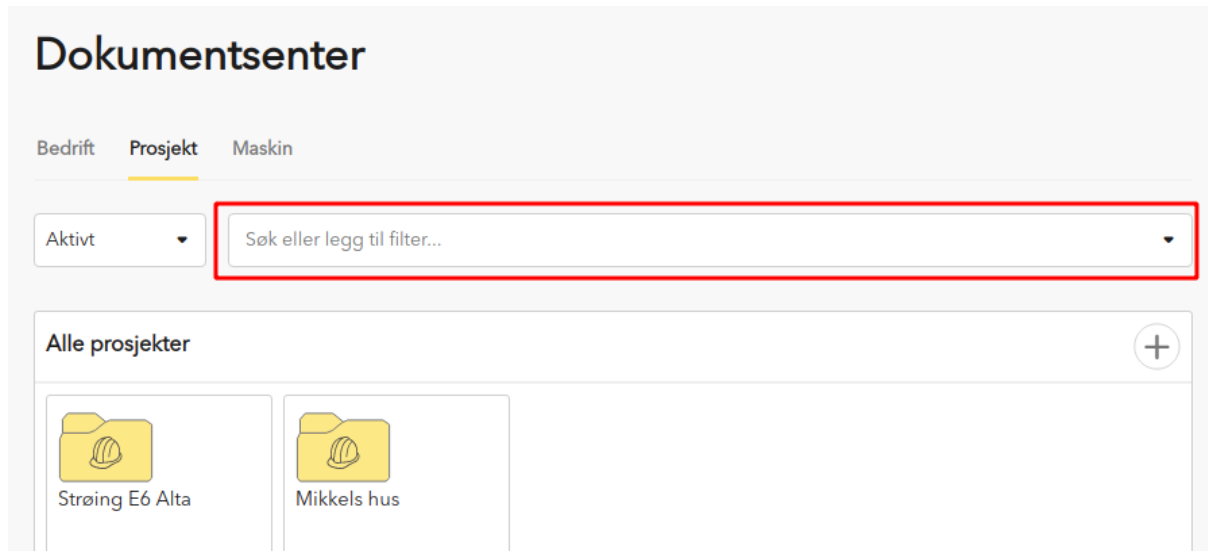 Dokumentsenter
Bedrift Prosjekt Maskin
Aktivt Søk eller legg til filter...
Alle prosjekter
Strøing E6 Alta Mikkels hus